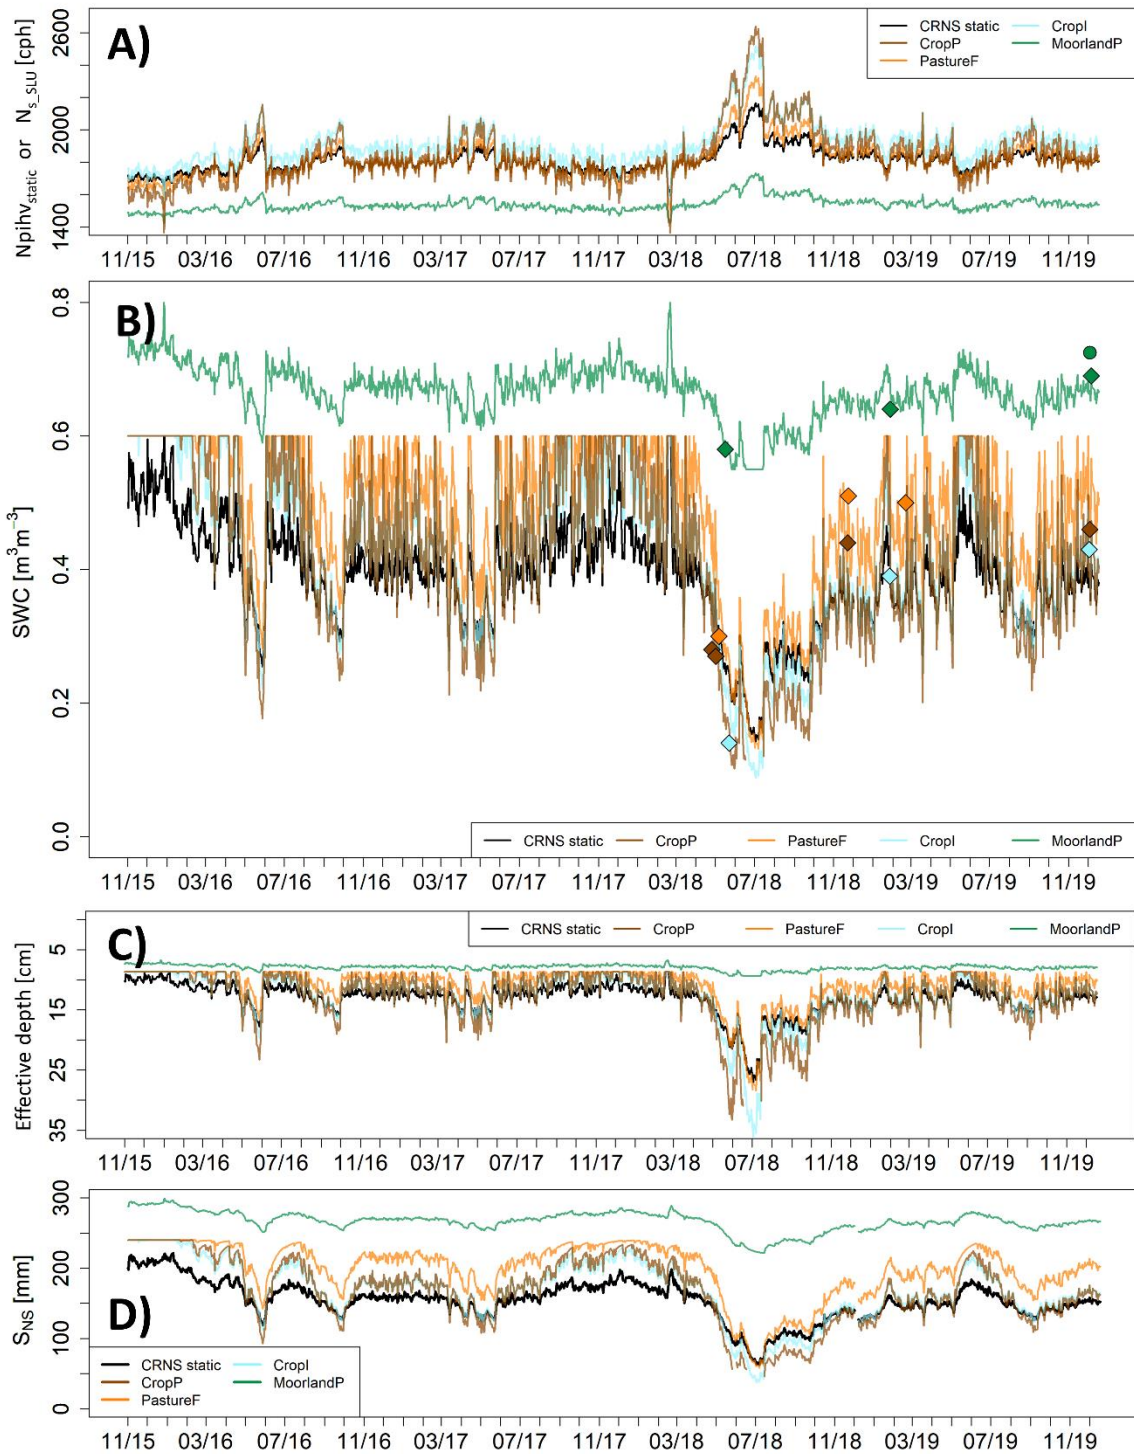 A)
Npihv_static or N_s_SLU [cph]
2600
2000
1400
CRNS static
CropP
PastureF
CropI
MoorlandP
11/15 03/16 07/16 11/16 03/17 07/17 11/17 03/18 07/18 11/18 03/19 07/19 11/19
B)
SWC [m³m⁻³]
0.8
0.6
0.4
0.2
0.0
CRNS static CropP PastureF CropI MoorlandP
11/15 03/16 07/16 11/16 03/17 07/17 11/17 03/18 07/18 11/18 03/19 07/19 11/19
C)
Effective depth [cm]
5
15
25
35
CRNS static CropP PastureF CropI MoorlandP
11/15 03/16 07/16 11/16 03/17 07/17 11/17 03/18 07/18 11/18 03/19 07/19 11/19
D)
S_NS [mm]
300
200
100
0
CRNS static
CropP
PastureF
CropI
MoorlandP
11/15 03/16 07/16 11/16 03/17 07/17 11/17 03/18 07/18 11/18 03/19 07/19 11/19